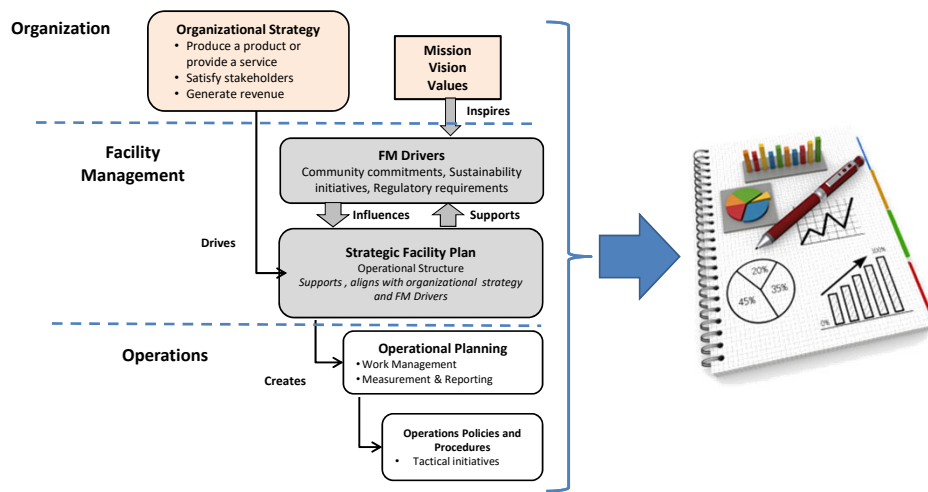 Organization
Organizational Strategy
• Produce a product or
provide a service
• Satisfy stakeholders
• Generate revenue
Mission
Vision
Values
Inspires
Facility
Management
FM Drivers
Community commitments, Sustainability
initiatives, Regulatory requirements
Influences
Supports
Drives
Strategic Facility Plan
Operational Structure
Supports , aligns with organizational strategy
and FM Drivers
Operations
Operational Planning
• Work Management
• Measurement & Reporting
Creates
Operations Policies and
Procedures
• Tactical initiatives
20%
35%
45%
100%
0%